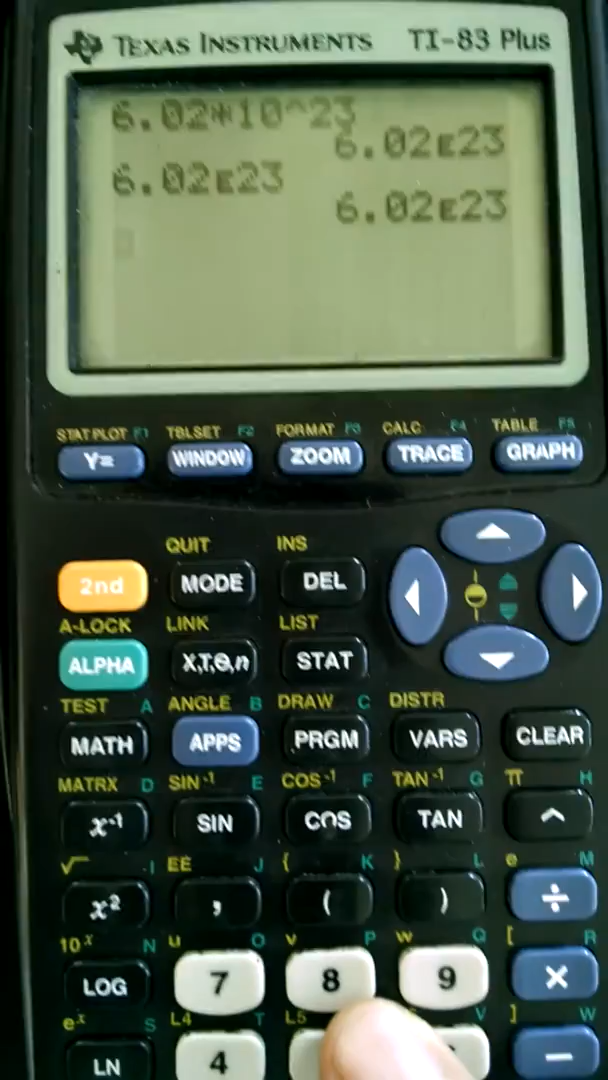 TEXAS INSTRUMENTS TI-83 Plus
6.02*10^23
6.02E23
6.02E23
6.02E23
STAT PLOT F1 TBLSET F2 FORMAT F3 CALC F4 TABLE F5
Y= WINDOW ZOOM TRACE GRAPH
QUIT INS
2nd MODE DEL
A-LOCK LINK LIST
ALPHA X,T,Θ,n STAT
TEST A ANGLE B DRAW C DISTR
MATH APPS PRGM VARS CLEAR
MATRX D SIN⁻¹ E COS⁻¹ F TAN⁻¹ G π H
x⁻¹ SIN COS TAN ^
√ I EE J { K } L e M
x² , ( ) ÷
10ˣ N u O v P w Q [ R
LOG 7 8 9 ×
eˣ S L4 T L5 V ] W
LN 4 −